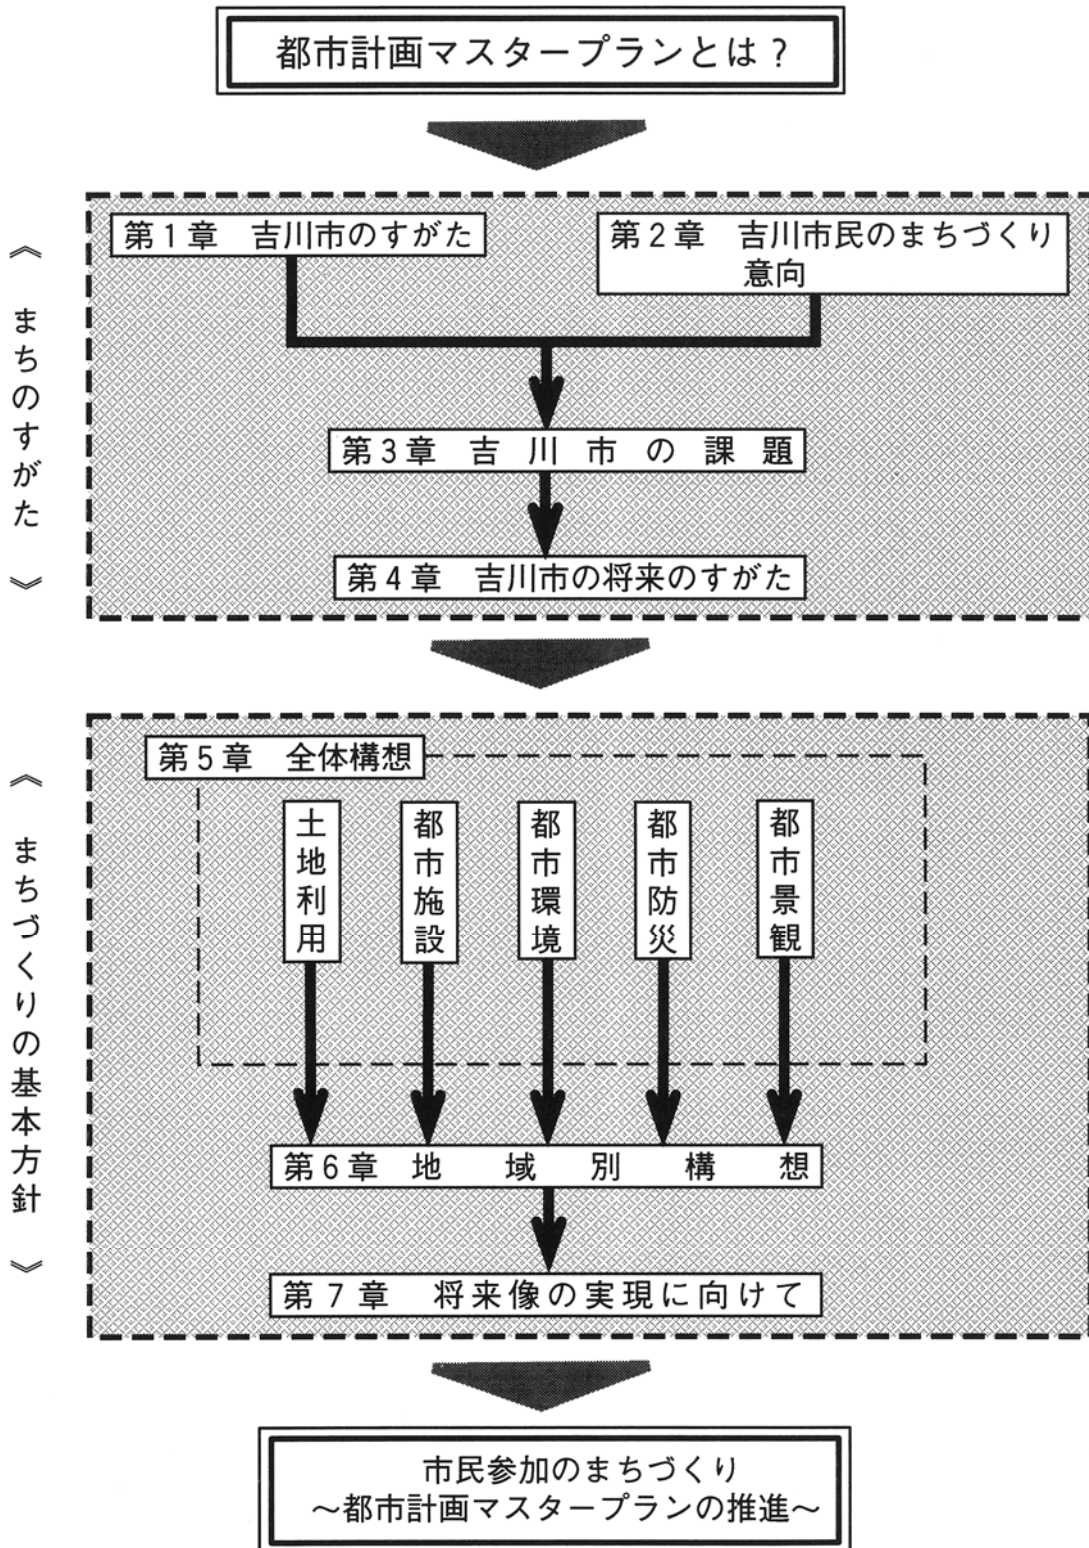 都市計画マスタープランとは？
《 まちのすがた 》
第1章 吉川市のすがた
第2章 吉川市民のまちづくり
意向
第3章 吉川市の課題
第4章 吉川市の将来のすがた
《 まちづくりの基本方針 》
第5章 全体構想
土地利用
都市施設
都市環境
都市防災
都市景観
第6章 地域別構想
第7章 将来像の実現に向けて
市民参加のまちづくり
～都市計画マスタープランの推進～